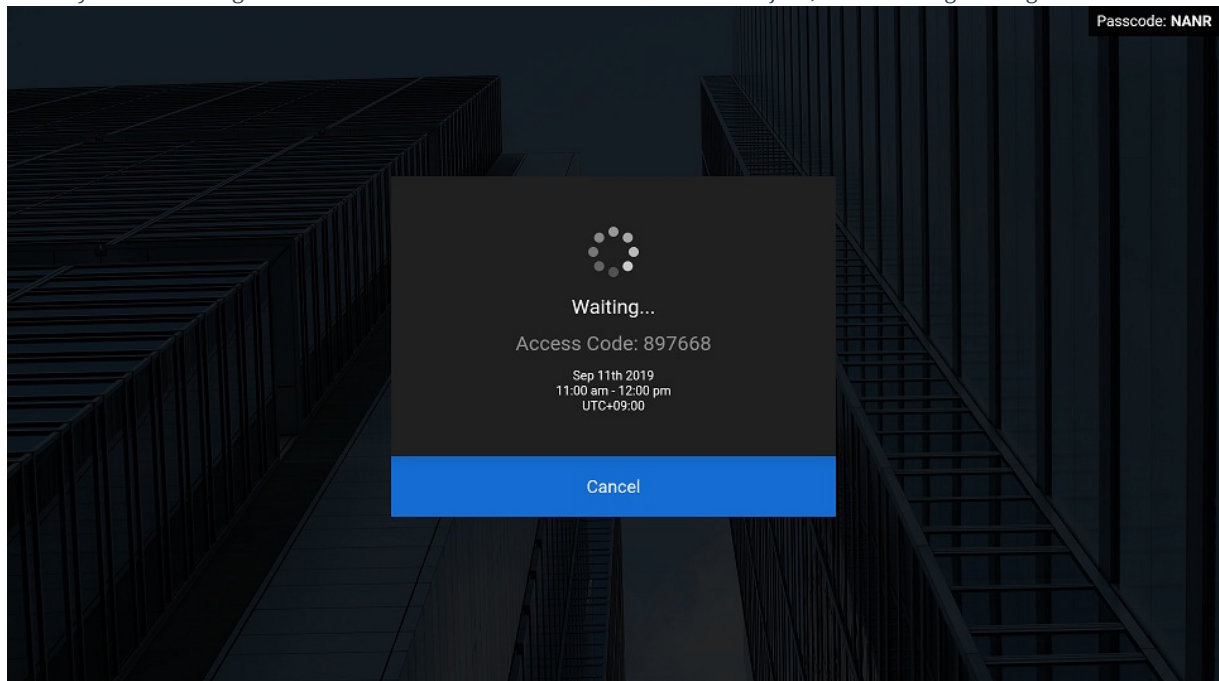 Passcode: NANR
Waiting...
Access Code: 897668
Sep 11th 2019
11:00 am - 12:00 pm
UTC+09:00
Cancel